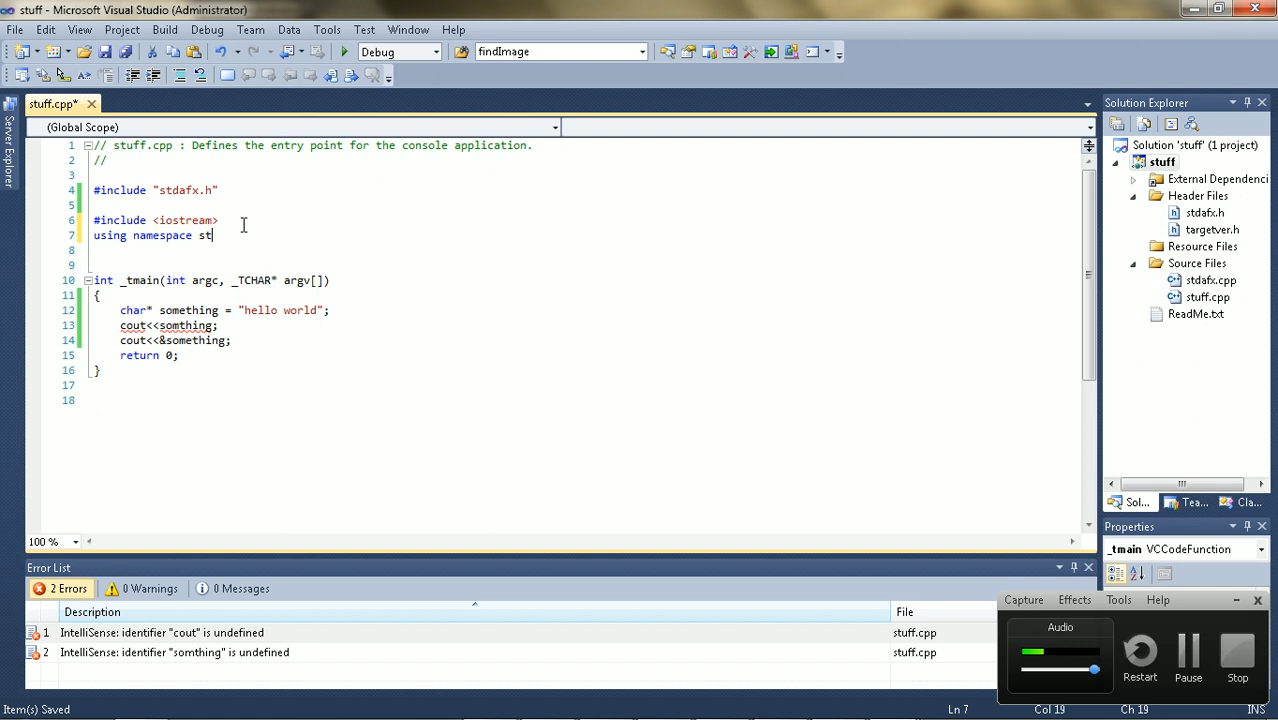 stuff - Microsoft Visual Studio (Administrator)
File Edit View Project Build Debug Team Data Tools Test Window Help
Debug findImage
stuff.cpp*
Server Explorer
(Global Scope)
1 // stuff.cpp : Defines the entry point for the console application.
2 //
3
4 #include "stdafx.h"
5
6 #include <iostream>
7 using namespace st
8
9
10 int _tmain(int argc, _TCHAR* argv[])
11 {
12 char* something = "hello world";
13 cout<<somthing;
14 cout<<&something;
15 return 0;
16 }
17
18
100 %
Solution Explorer
Solution 'stuff' (1 project)
stuff
External Dependenci
Header Files
stdafx.h
targetver.h
Resource Files
Source Files
stdafx.cpp
stuff.cpp
ReadMe.txt
Sol... Tea... Cla...
Properties
_tmain VCCodeFunction
Error List
2 Errors 0 Warnings 0 Messages
Description File
1 IntelliSense: identifier "cout" is undefined stuff.cpp
2 IntelliSense: identifier "somthing" is undefined stuff.cpp
Capture Effects Tools Help
Audio
Restart Pause Stop
Item(s) Saved Ln 7 Col 19 Ch 19 INS